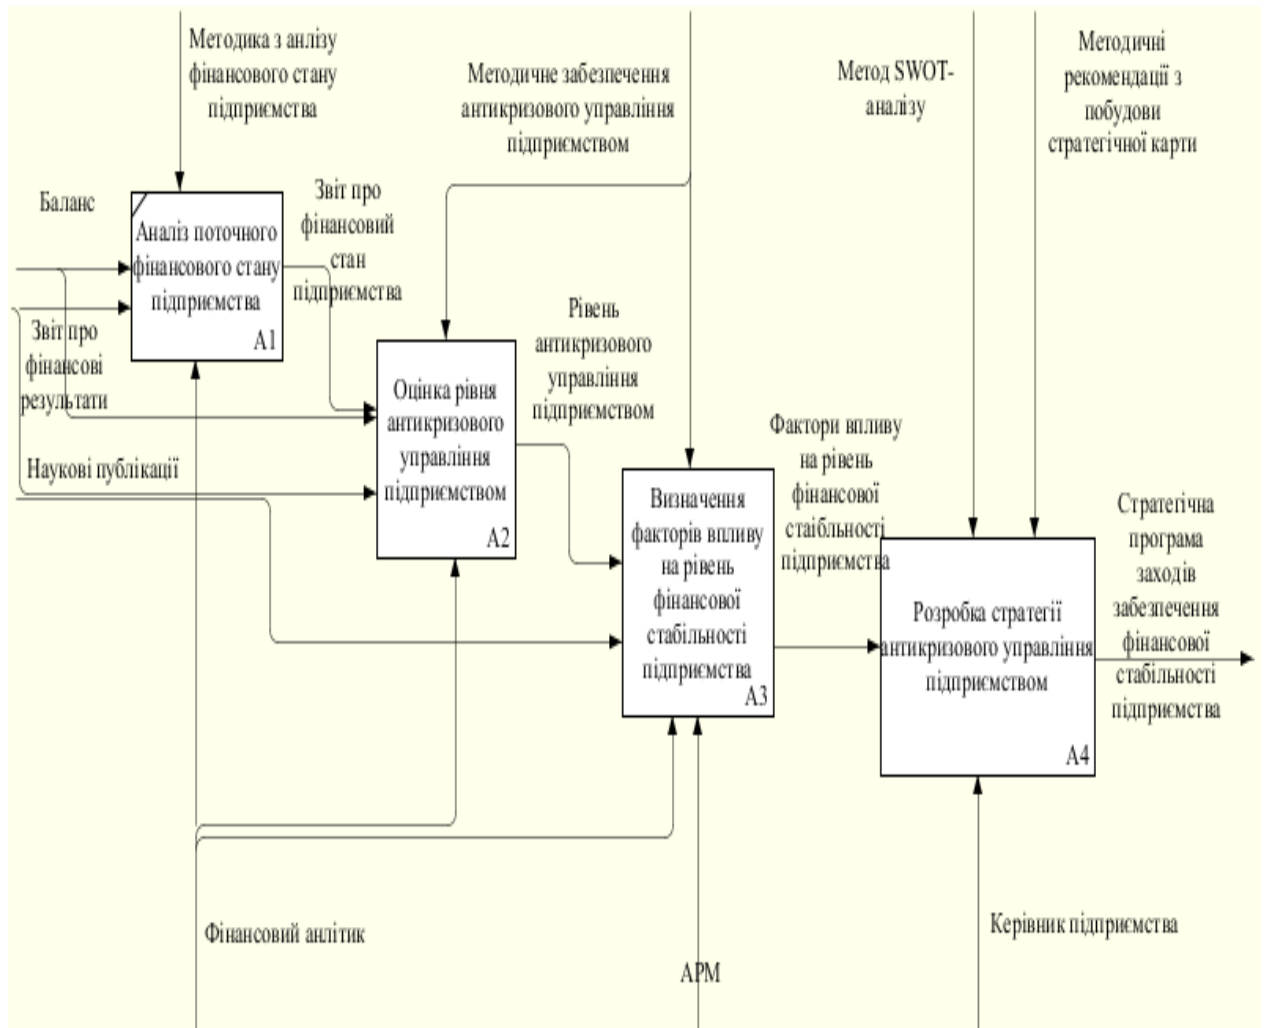 Методика з анлізу
фінансового стану
підприємства
Методичне забезпечення
антикризового управління
підприємством
Метод SWOT-
аналізу
Методичні
рекомендації з
побудови
стратегічної карти
Баланс
Аналіз поточного
фінансового стану
підприємства
A1
Звіт про
фінансовий
стан
підприємства
Звіт про
фінансові
результати
Наукові публікації
Оцінка рівня
антикризового
управління
підприємством
A2
Рівень
антикризового
управління
підприємством
Визначення
факторів впливу
на рівень
фінансової
стабільності
підприємства
A3
Фактори впливу
на рівень
фінансової
стаібльності
підприємства
Розробка стратегії
антикризового управління
підприємством
A4
Стратегічна
програма
заходів
забезпечення
фінансової
стабільності
підприємства
Фінансовий анлітик
АРМ
Керівник підприємства